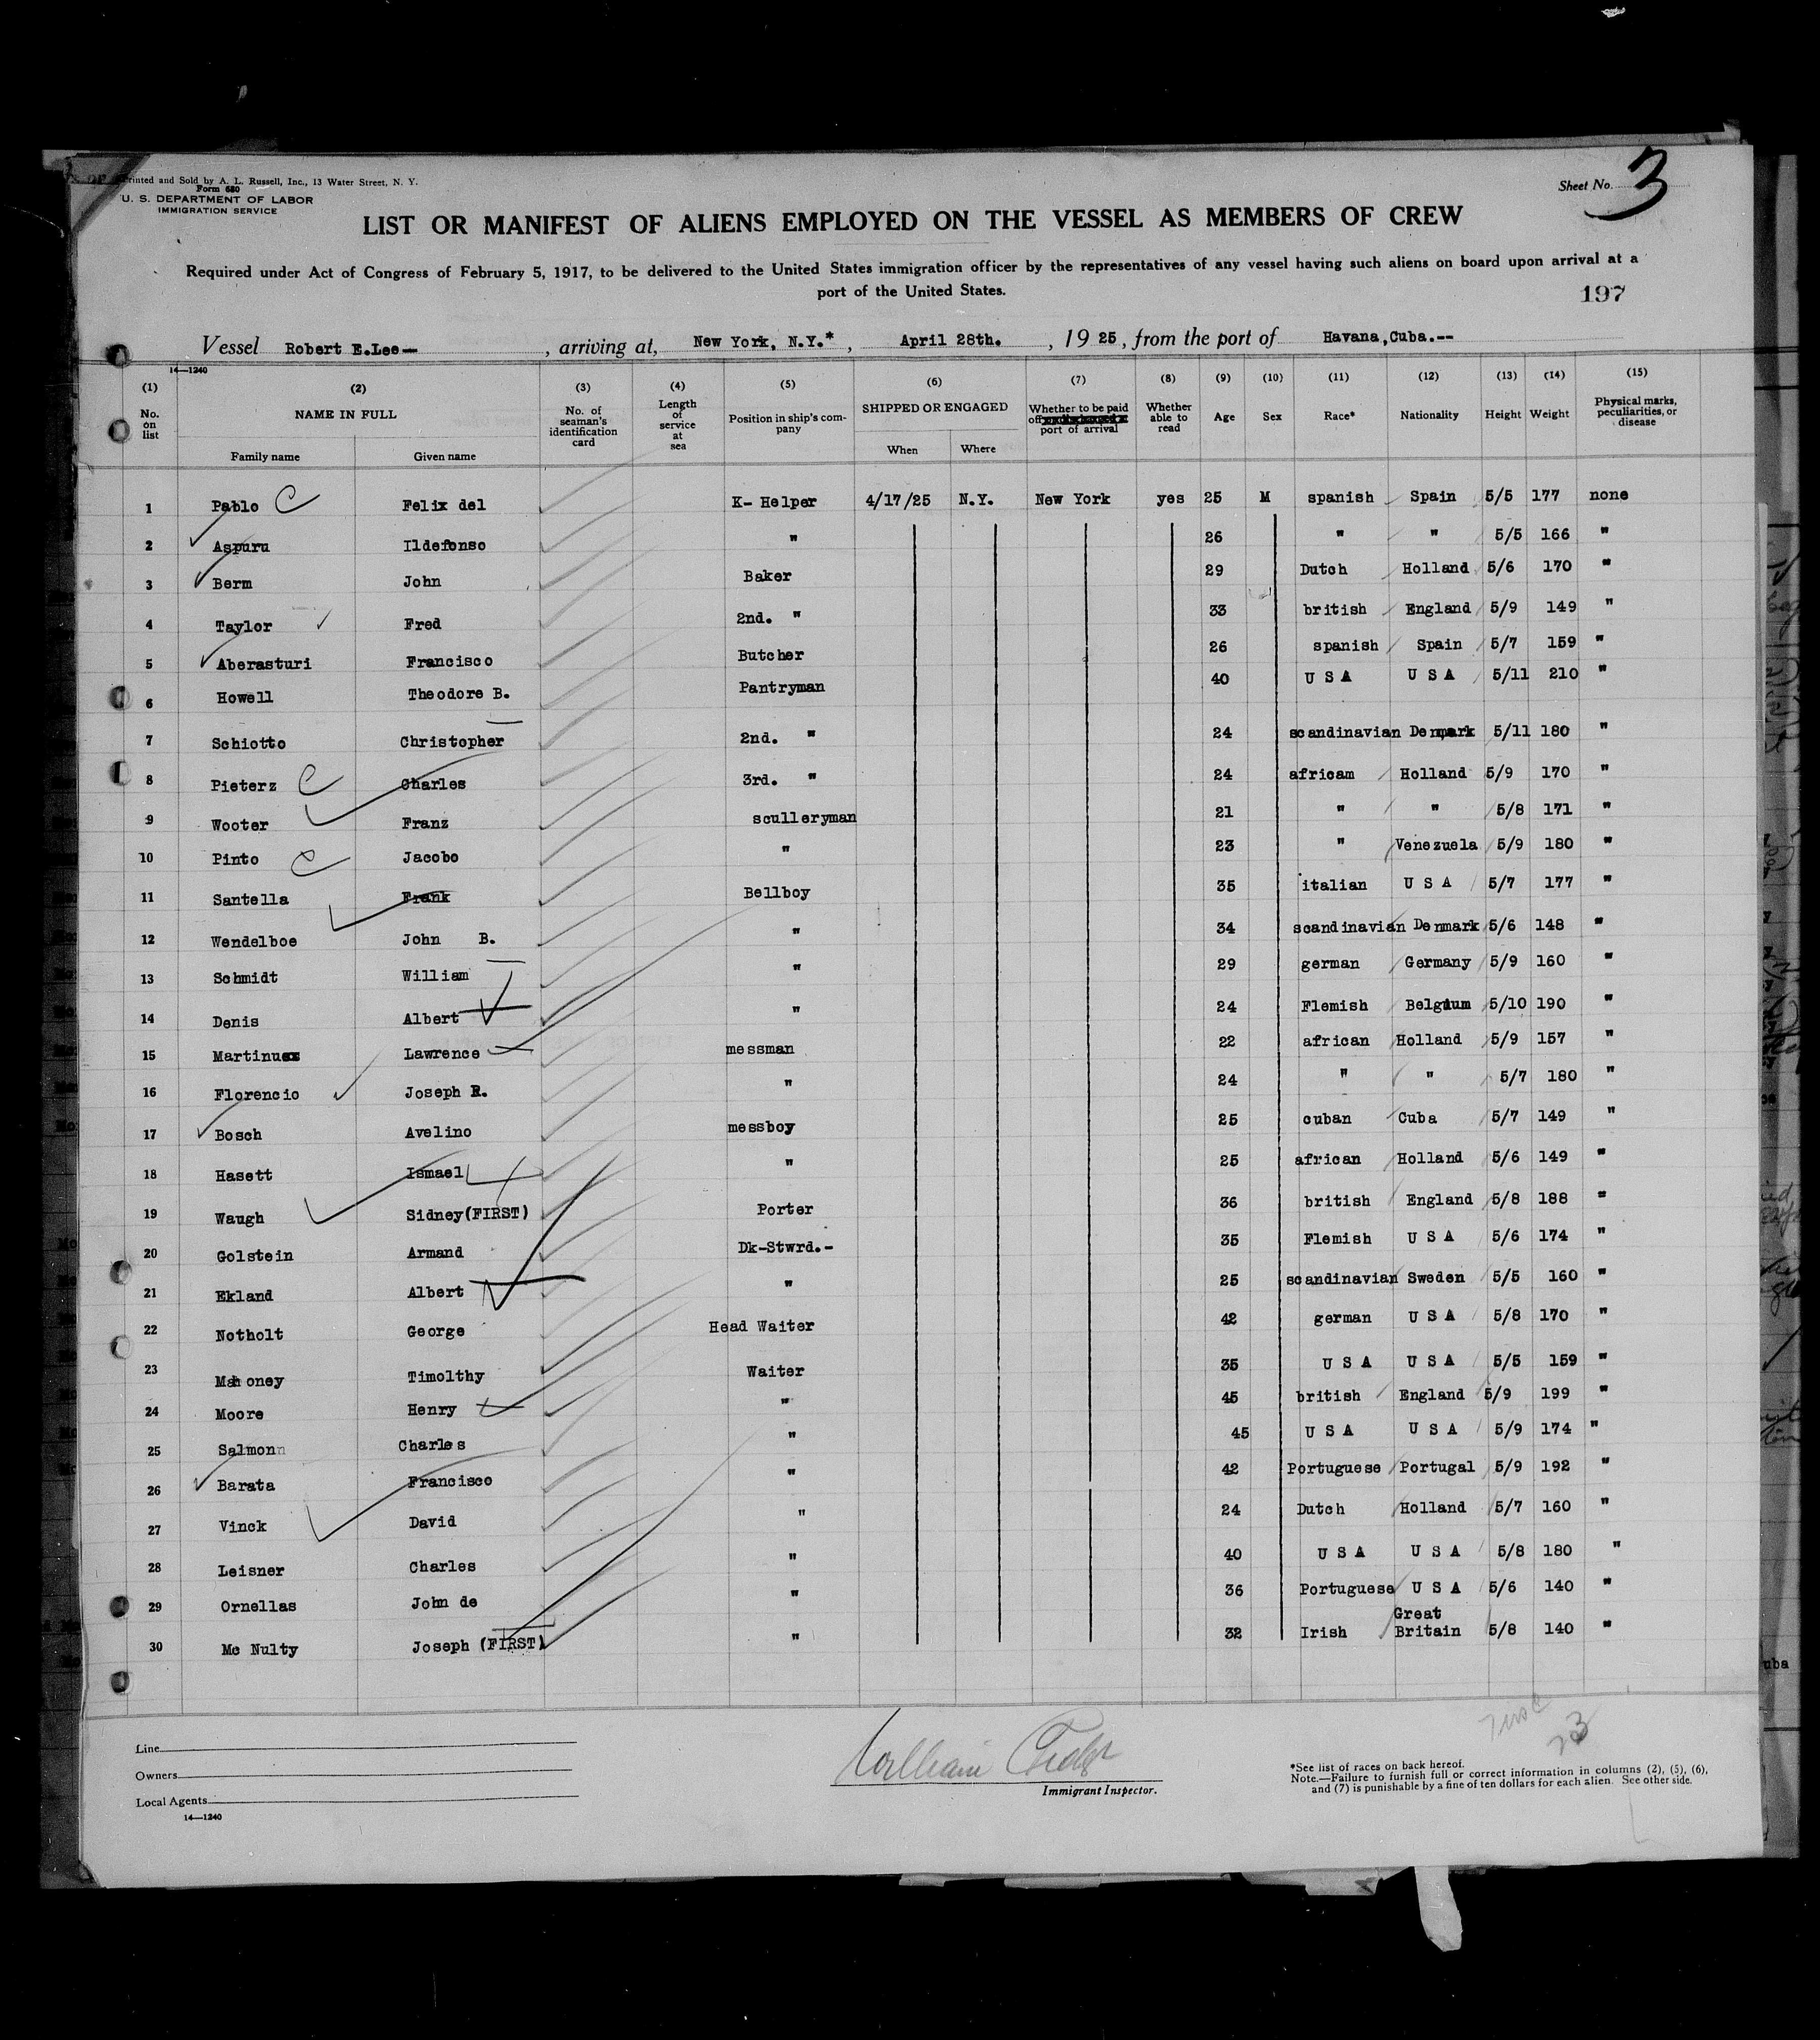 Printed and Sold by A. L. Russell, Inc., 13 Water Street, N. Y.
Form 680
U. S. DEPARTMENT OF LABOR
IMMIGRATION SERVICE
Sheet No. 3
LIST OR MANIFEST OF ALIENS EMPLOYED ON THE VESSEL AS MEMBERS OF CREW
Required under Act of Congress of February 5, 1917, to be delivered to the United States immigration officer by the representatives of any vessel having such aliens on board upon arrival at a
port of the United States.
197
Vessel Robert E.Lee— , arriving at, New York, N.Y.* , April 28th. , 19 25 , from the port of Havana,Cuba.--
14—1240
(1) (2) (3) (4) (5) (6) (7) (8) (9) (10) (11) (12) (13) (14) (15)
No. on list NAME IN FULL No. of seaman's identification card Length of service at sea Position in ship's company SHIPPED OR ENGAGED Whether to be paid off port of arrival Whether able to read Age Sex Race* Nationality Height Weight Physical marks, peculiarities, or disease
Family name Given name When Where
1 Pablo C Felix del K- Helper 4/17/25 N.Y. New York yes 25 M spanish Spain 5/5 177 none
2 Aspuru Ildefonso " 26 " " 5/5 166 "
3 Berm John Baker 29 Dutch Holland 5/6 170 "
4 Taylor Fred 2nd. " 33 british England 5/9 149 "
5 Aberasturi Francisco Butcher 26 spanish Spain 5/7 159 "
6 Howell Theodore B. Pantryman 40 U S A U S A 5/11 210 "
7 Schiotto Christopher 2nd. " 24 scandinavian Denmark 5/11 180 "
8 Pieterz C Charles 3rd. " 24 africam Holland 5/9 170 "
9 Wooter Franz sculleryman 21 " " 5/8 171 "
10 Pinto C Jacobo " 23 " Venezuela 5/9 180 "
11 Santella Frank Bellboy 35 italian U S A 5/7 177 "
12 Wendelboe John B. " 34 scandinavian Denmark 5/6 148 "
13 Schmidt William " 29 german Germany 5/9 160 "
14 Denis Albert " 24 Flemish Belgium 5/10 190 "
15 Martinus Lawrence messman 22 african Holland 5/9 157 "
16 Florencio Joseph R. " 24 " " 5/7 180 "
17 Bosch Avelino messboy 25 cuban Cuba 5/7 149 "
18 Hasett Ismael " 25 african Holland 5/6 149 "
19 Waugh Sidney(FIRST) Porter 36 british England 5/8 188 "
20 Golstein Armand Dk-Stwrd.- 35 Flemish U S A 5/6 174 "
21 Ekland Albert " 25 scandinavian Sweden 5/5 160 "
22 Notholt George Head Waiter 42 german U S A 5/8 170 "
23 Mahoney Timolthy Waiter 35 U S A U S A 5/5 159 "
24 Moore Henry " 45 british England 5/9 199 "
25 Salmonn Charles " 45 U S A U S A 5/9 174 "
26 Barata Francisco " 42 Portuguese Portugal 5/9 192 "
27 Vinck David " 24 Dutch Holland 5/7 160 "
28 Leisner Charles " 40 U S A U S A 5/8 180 "
29 Ornellas John de " 36 Portuguese U S A 5/6 140 "
30 Mc Nulty Joseph (FIRST) " 32 Irish Great Britain 5/8 140 "
uba
23
Line
Owners
Local Agents
14—1240
William
Immigrant Inspector.
*See list of races on back hereof.
Note.—Failure to furnish full or correct information in columns (2), (5), (6),
and (7) is punishable by a fine of ten dollars for each alien. See other side.